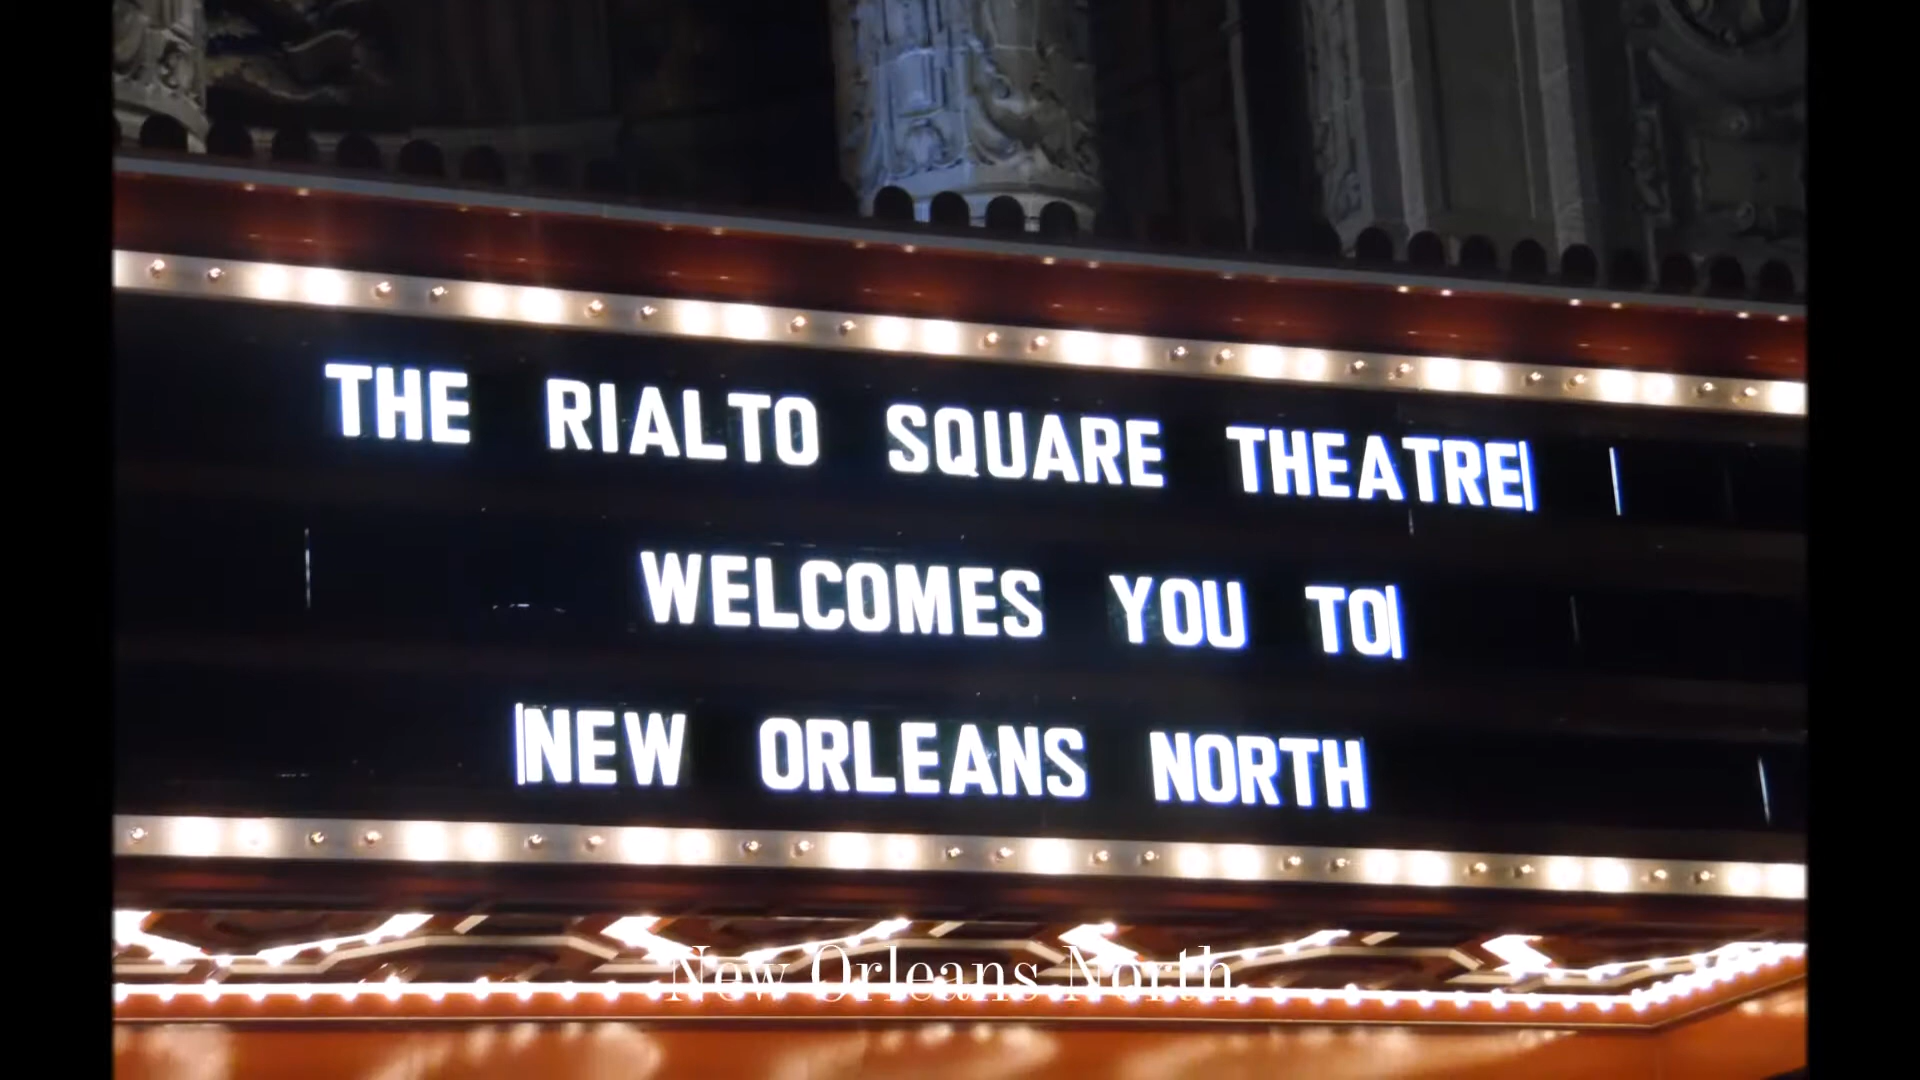 THE RIALTO SQUARE THEATRE
WELCOMES YOU TO
NEW ORLEANS NORTH
New Orleans North